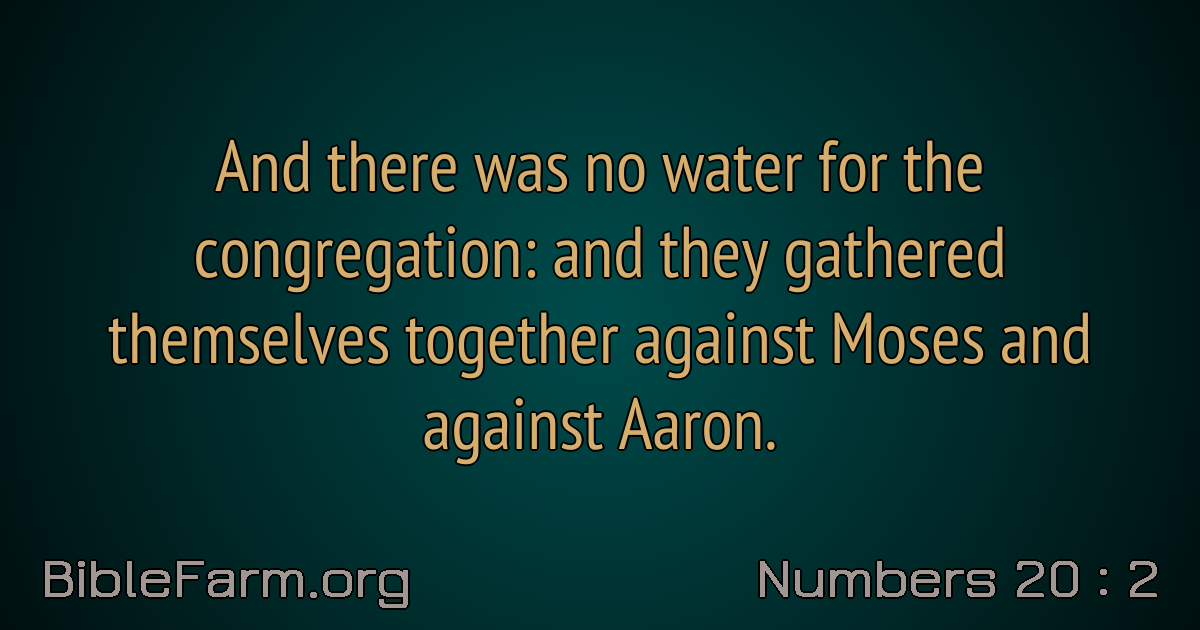 And there was no water for the
congregation: and they gathered
themselves together against Moses and
against Aaron.
BibleFarm.org
Numbers 20 : 2